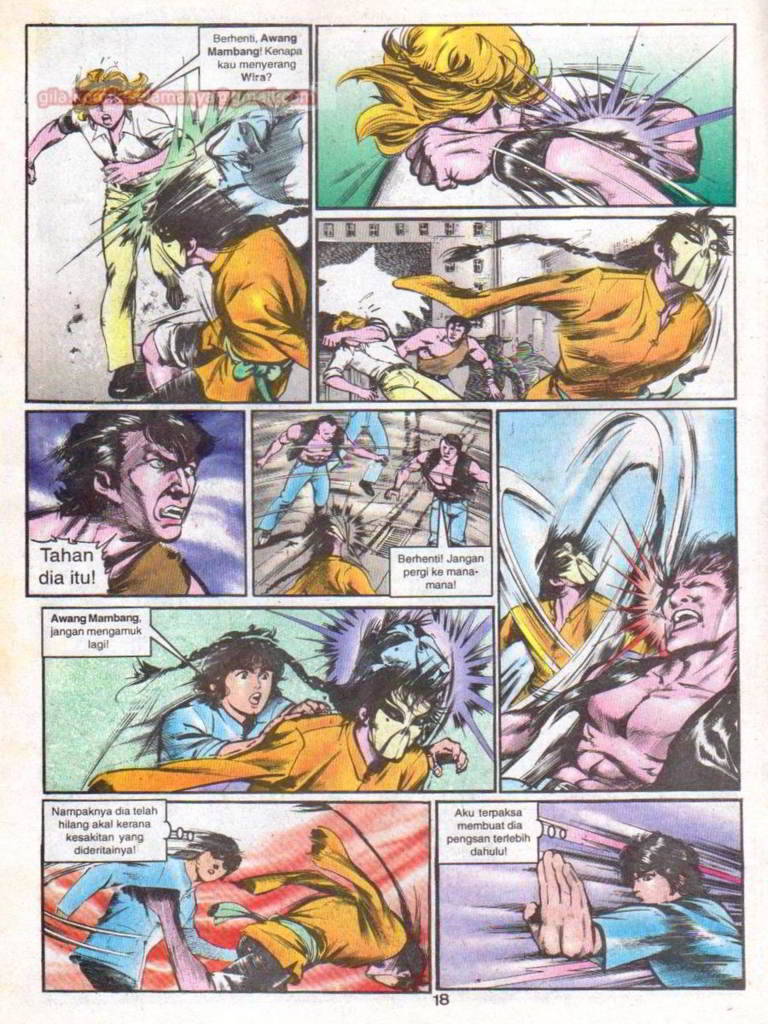 Berhenti, Awang
Mambang! Kenapa
kau menyerang
Wira?
Tahan
dia itu!
Berhenti! Jangan
pergi ke mana-
mana!
Awang Mambang,
jangan mengamuk
lagi!
Nampaknya dia telah
hilang akal kerana
kesakitan yang
dideritainya!
Aku terpaksa
membuat dia
pengsan terlebih
dahulu!
18